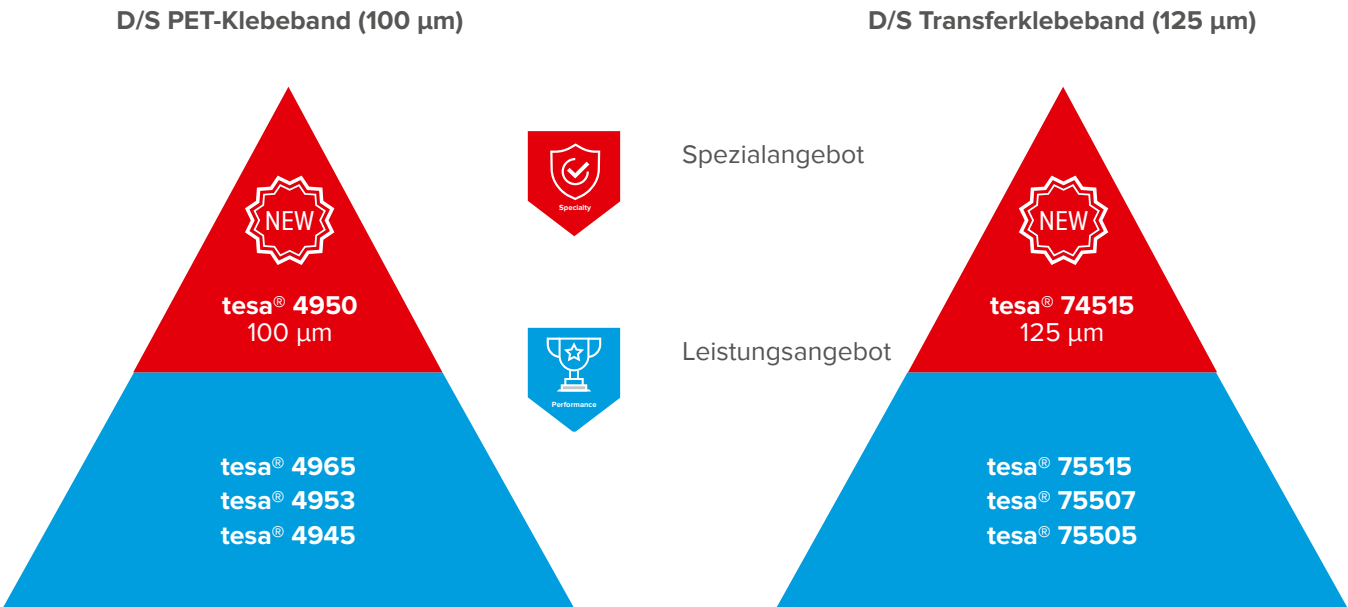 D/S PET-Klebeband (100 µm)
NEW
tesa® 4950
100 µm
tesa® 4965
tesa® 4953
tesa® 4945
Specialty
Spezialangebot
Performance
Leistungsangebot
D/S Transferklebeband (125 µm)
NEW
tesa® 74515
125 µm
tesa® 75515
tesa® 75507
tesa® 75505